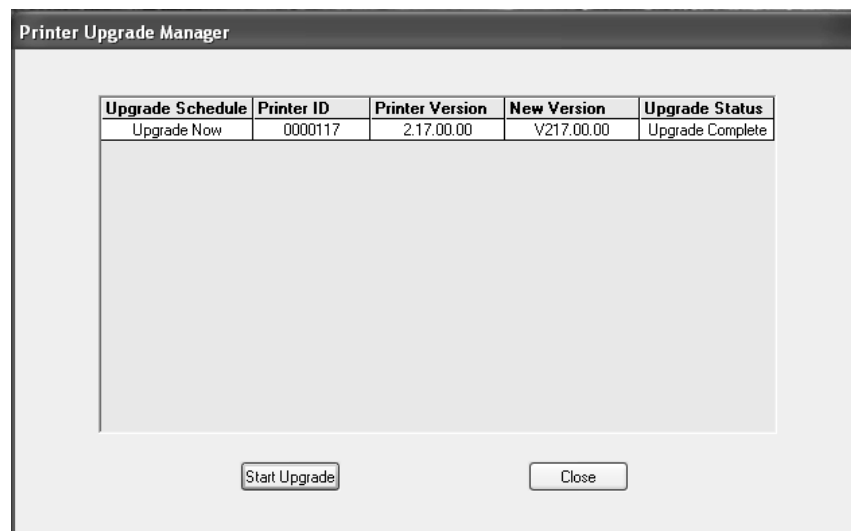 Printer Upgrade Manager
Upgrade Schedule Printer ID Printer Version New Version Upgrade Status
Upgrade Now 0000117 2.17.00.00 V217.00.00 Upgrade Complete
Start Upgrade Close